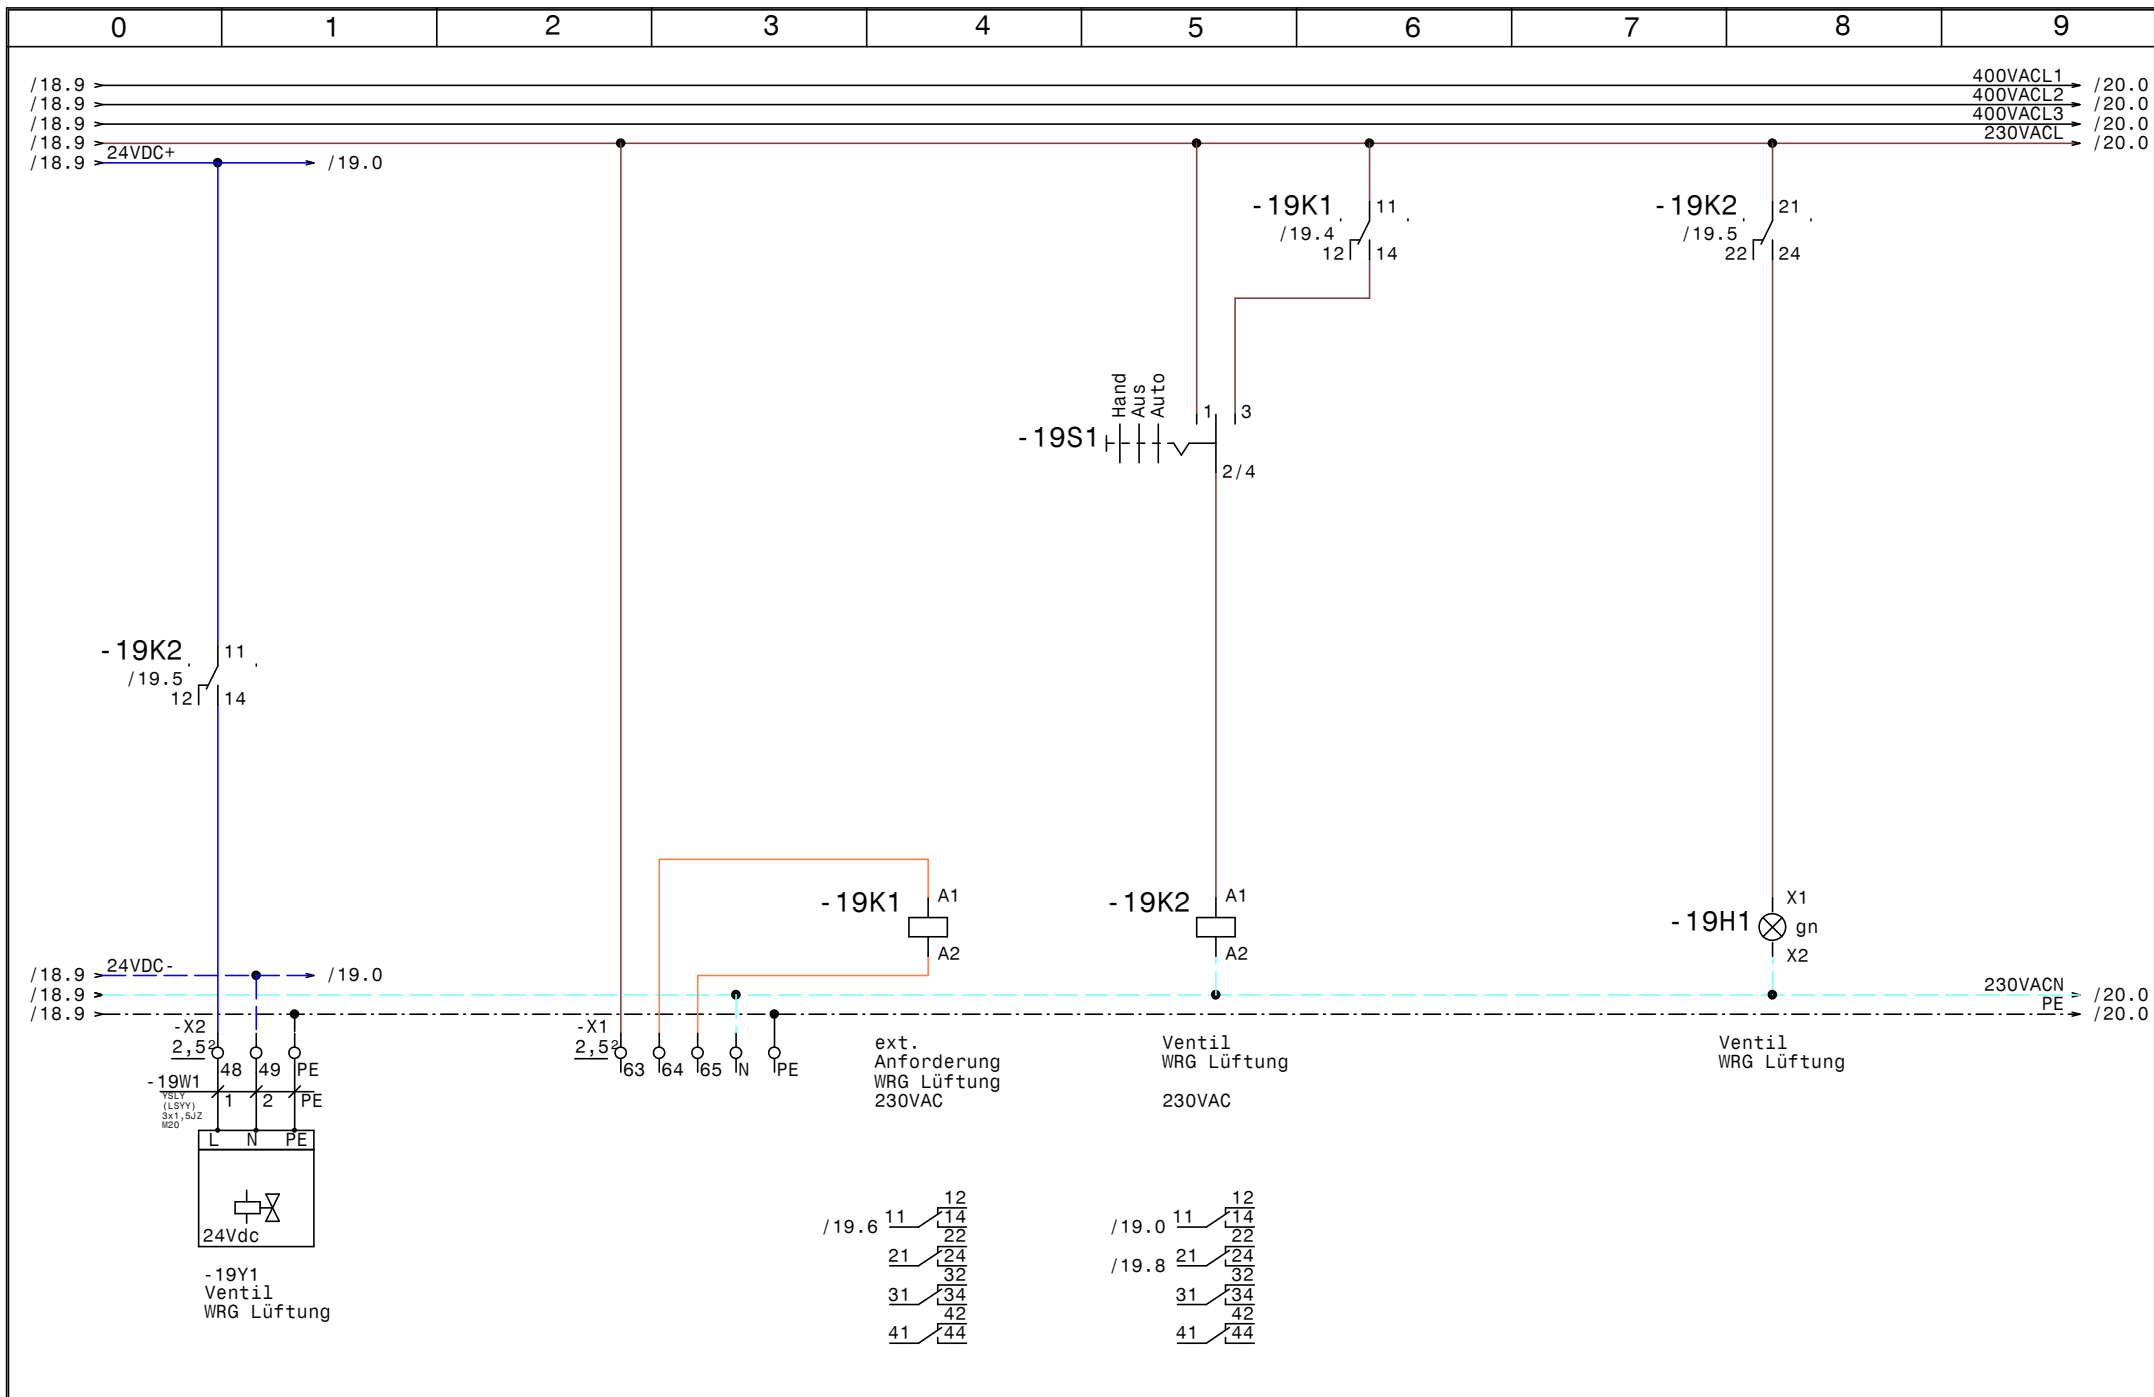 0 1 2 3 4 5 6 7 8 9
/18.9 400VACL1 /20.0
/18.9 400VACL2 /20.0
/18.9 400VACL3 /20.0
/18.9 230VACL /20.0
/18.9 24VDC+ /19.0
-19K1 11
/19.4
12 14
-19K2 21
/19.5
22 24
Hand
Aus
Auto
1 3
-19S1
2/4
-19K2 11
/19.5
12 14
-19K1 A1
A2
-19K2 A1
A2
X1
-19H1 gn
X2
/18.9 24VDC- /19.0
/18.9 230VACN /20.0
/18.9 PE /20.0
-X2
2,5²
48 49 PE
-19W1
YSLY
(LSYY)
3x1,5JZ
M20
1 2 PE
L N PE
24Vdc
-19Y1
Ventil
WRG Lüftung
-X1
2,5²
63 64 65 N PE
ext.
Anforderung
WRG Lüftung
230VAC
Ventil
WRG Lüftung
230VAC
Ventil
WRG Lüftung
12
/19.6 11 14
22
21 24
32
31 34
42
41 44
12
/19.0 11 14
22
/19.8 21 24
32
31 34
42
41 44